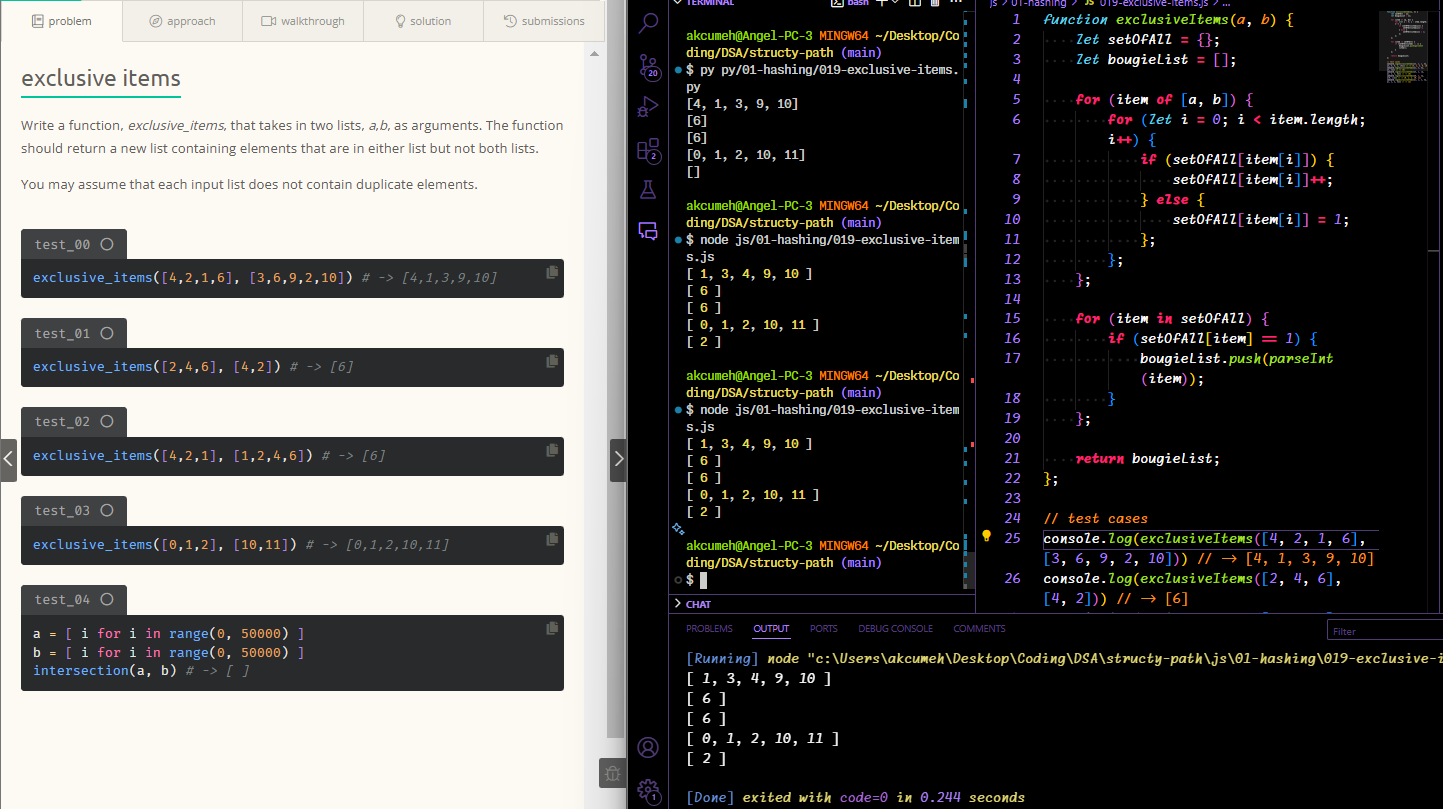 problem
approach
walkthrough
solution
submissions
exclusive items
Write a function, exclusive_items, that takes in two lists, a,b, as arguments. The function
should return a new list containing elements that are in either list but not both lists.
You may assume that each input list does not contain duplicate elements.
test_00
exclusive_items([4,2,1,6], [3,6,9,2,10]) # -> [4,1,3,9,10]
test_01
exclusive_items([2,4,6], [4,2]) # -> [6]
test_02
exclusive_items([4,2,1], [1,2,4,6]) # -> [6]
test_03
exclusive_items([0,1,2], [10,11]) # -> [0,1,2,10,11]
test_04
a = [ i for i in range(0, 50000) ]
b = [ i for i in range(0, 50000) ]
intersection(a, b) # -> [ ]
20
2
1
TERMINAL
bash
akcumeh@Angel-PC-3 MINGW64 ~/Desktop/Co
ding/DSA/structy-path (main)
$ py py/01-hashing/019-exclusive-items.
py
[4, 1, 3, 9, 10]
[6]
[6]
[0, 1, 2, 10, 11]
[]
akcumeh@Angel-PC-3 MINGW64 ~/Desktop/Co
ding/DSA/structy-path (main)
$ node js/01-hashing/019-exclusive-item
s.js
[ 1, 3, 4, 9, 10 ]
[ 6 ]
[ 6 ]
[ 0, 1, 2, 10, 11 ]
[ 2 ]
akcumeh@Angel-PC-3 MINGW64 ~/Desktop/Co
ding/DSA/structy-path (main)
$ node js/01-hashing/019-exclusive-item
s.js
[ 1, 3, 4, 9, 10 ]
[ 6 ]
[ 6 ]
[ 0, 1, 2, 10, 11 ]
[ 2 ]
akcumeh@Angel-PC-3 MINGW64 ~/Desktop/Co
ding/DSA/structy-path (main)
$
CHAT
js > 01-hashing > JS 019-exclusive-items.js > ...
1 function exclusiveItems(a, b) {
2 let setOfAll = {};
3 let bougieList = [];
4
5 for (item of [a, b]) {
6 for (let i = 0; i < item.length;
i++) {
7 if (setOfAll[item[i]]) {
8 setOfAll[item[i]]++;
9 } else {
10 setOfAll[item[i]] = 1;
11 };
12 };
13 };
14
15 for (item in setOfAll) {
16 if (setOfAll[item] == 1) {
17 bougieList.push(parseInt
(item));
18 }
19 };
20
21 return bougieList;
22 };
23
24 // test cases
25 console.log(exclusiveItems([4, 2, 1, 6],
[3, 6, 9, 2, 10])) // -> [4, 1, 3, 9, 10]
26 console.log(exclusiveItems([2, 4, 6],
[4, 2])) // -> [6]
PROBLEMS
OUTPUT
PORTS
DEBUG CONSOLE
COMMENTS
Filter
[Running] node "c:\Users\akcumeh\Desktop\Coding\DSA\structy-path\js\01-hashing\019-exclusive-i
[ 1, 3, 4, 9, 10 ]
[ 6 ]
[ 6 ]
[ 0, 1, 2, 10, 11 ]
[ 2 ]
[Done] exited with code=0 in 0.244 seconds